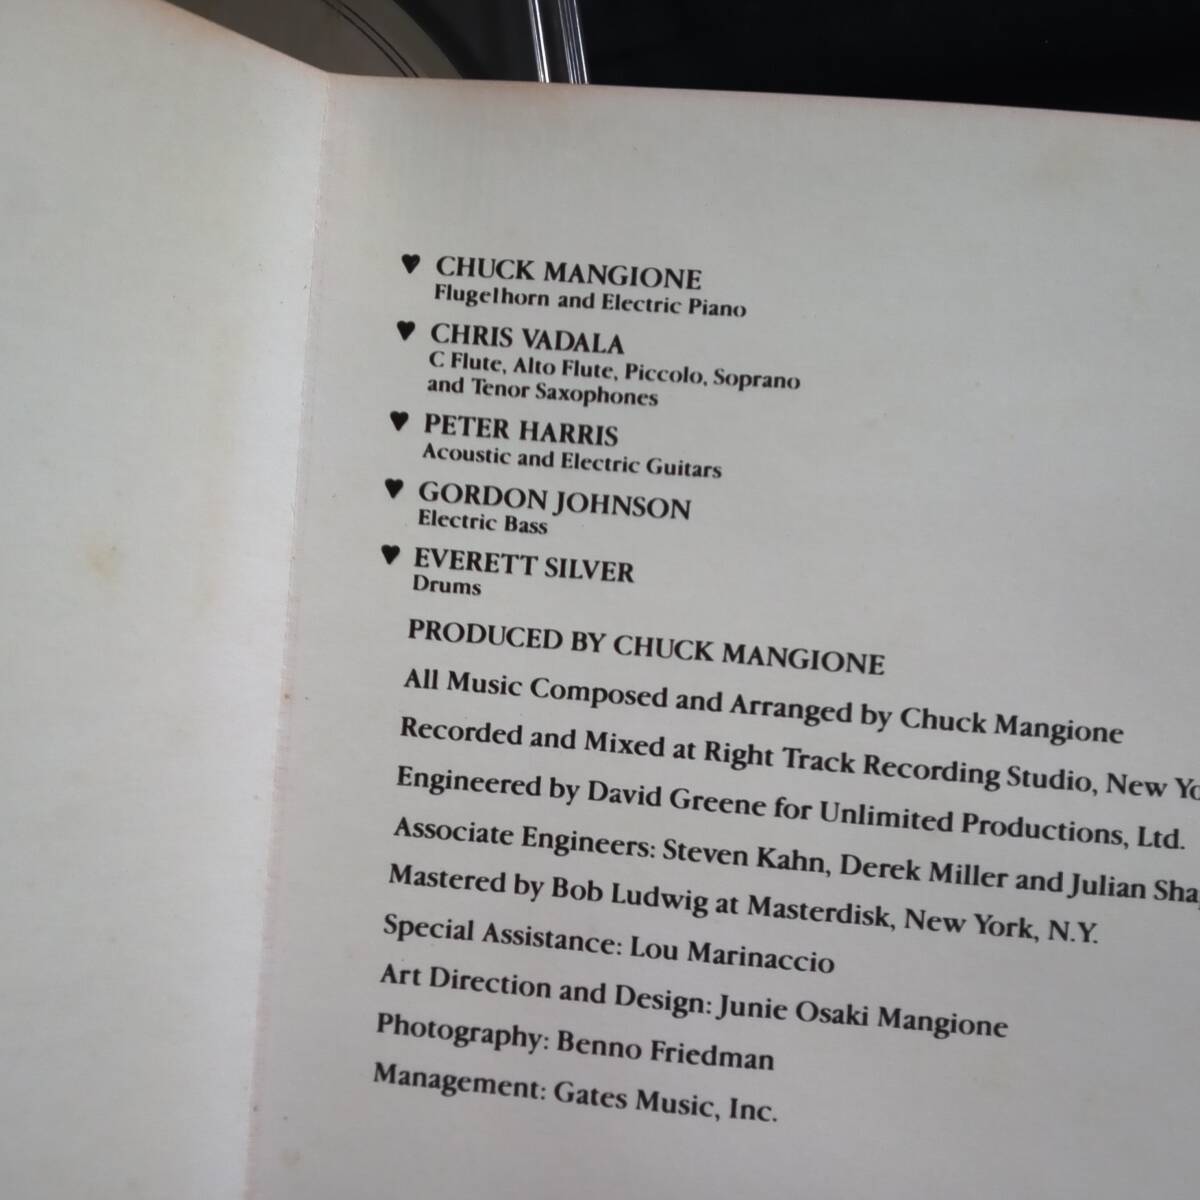 ♥ CHUCK MANGIONE
Flugelhorn and Electric Piano
♥ CHRIS VADALA
C Flute, Alto Flute, Piccolo, Soprano
and Tenor Saxophones
♥ PETER HARRIS
Acoustic and Electric Guitars
♥ GORDON JOHNSON
Electric Bass
♥ EVERETT SILVER
Drums
PRODUCED BY CHUCK MANGIONE
All Music Composed and Arranged by Chuck Mangione
Recorded and Mixed at Right Track Recording Studio, New
Engineered by David Greene for Unlimited Productions, Ltd.
Associate Engineers: Steven Kahn, Derek Miller and Julian
Mastered by Bob Ludwig at Masterdisk, New York, N.Y.
Special Assistance: Lou Marinaccio
Art Direction and Design: Junie Osaki Mangione
Photography: Benno Friedman
Management: Gates Music, Inc.